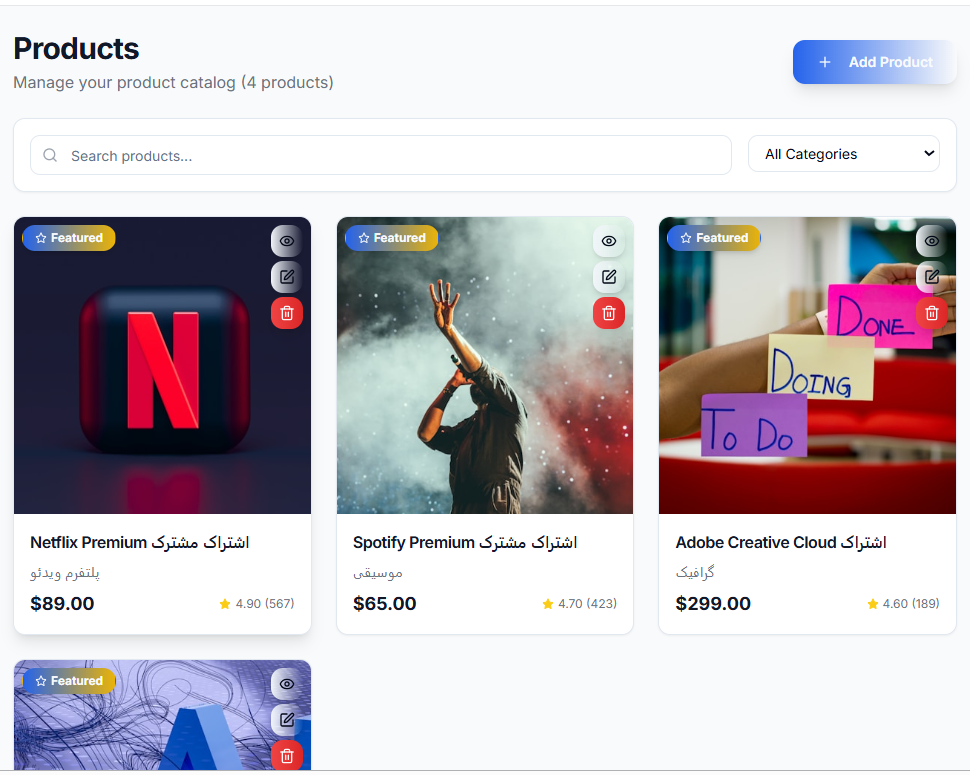 Products
Manage your product catalog (4 products)
+ Add Product
Search products...
All Categories
Featured
N
Netflix Premium اشتراک مشترک
پلتفرم ویدئو
$89.00
4.90 (567)
Featured
Spotify Premium اشتراک مشترک
موسیقی
$65.00
4.70 (423)
Featured
DONE
DOING
To Do
Adobe Creative Cloud اشتراک
گرافیک
$299.00
4.60 (189)
Featured